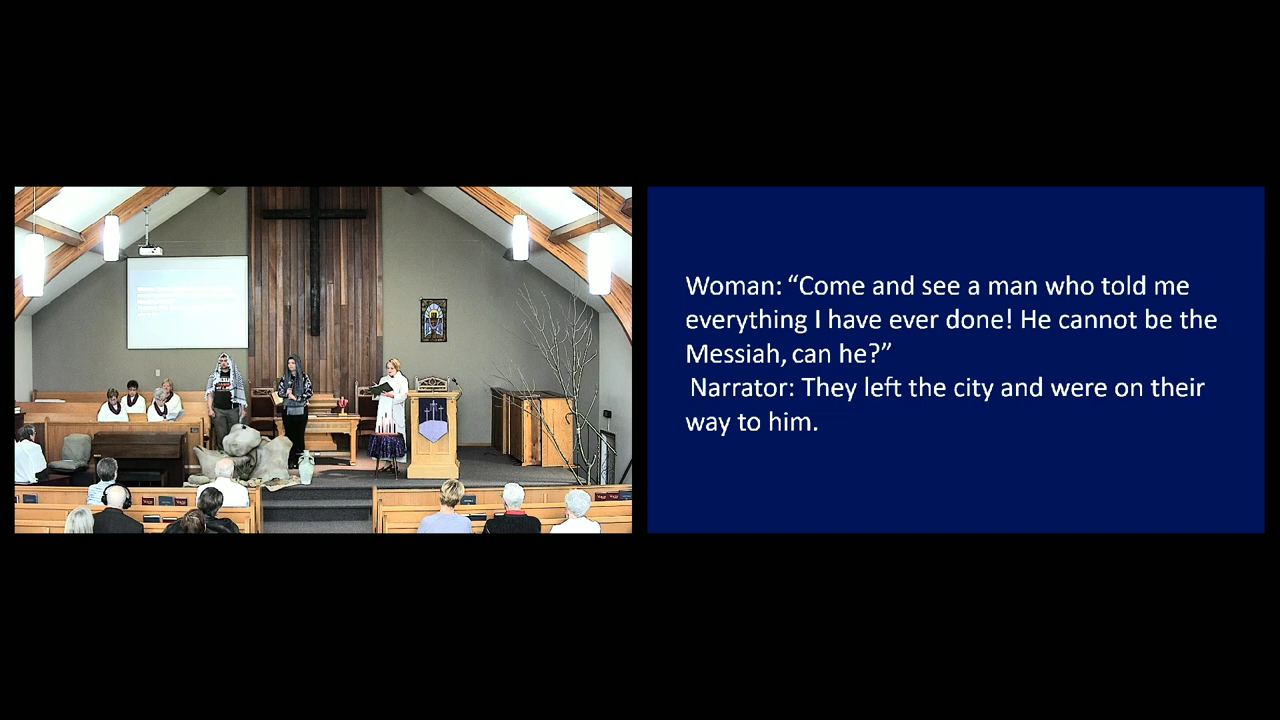 Woman: “Come and see a man who told me
everything I have ever done! He cannot be the
Messiah, can he?”
Narrator: They left the city and were on their
way to him.